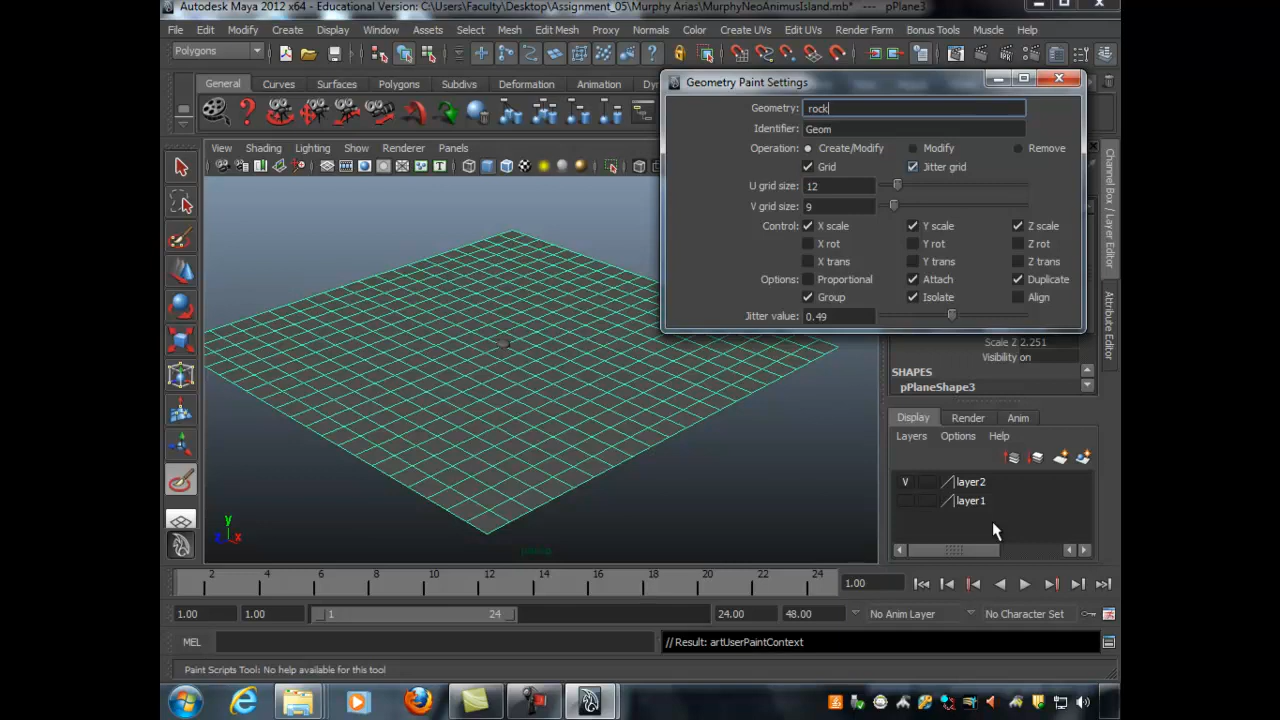 Autodesk Maya 2012 x64 - Educational Version: C:\Users\Faculty\Desktop\Assignment_05\Murphy Arias\MurphyNeoAnimusIsland.mb* --- pPlane3
File Edit Modify Create Display Window Assets Select Mesh Edit Mesh Proxy Normals Color Create UVs Edit UVs Render Farm Bonus Tools Muscle Help
Polygons
General Curves Surfaces Polygons Deformation Animation
View Shading Lighting Show Renderer Panels
Geometry Paint Settings
Geometry: rock
Identifier: Geom
Operation: Create/Modify Modify Remove
Grid Jitter grid
U grid size: 12
V grid size: 9
Control: X scale Y scale Z scale
X rot Y rot Z rot
X trans Y trans Z trans
Options: Proportional Attach Duplicate
Group Isolate Align
Jitter value: 0.49
Channel Box / Layer Editor
Attribute Editor
Scale Z 2.251
Visibility on
SHAPES
pPlaneShape3
Display Render Anim
Layers Options Help
V layer2
layer1
y
z x
persp
2 4 6 8 10 12 14 16 18 20 22 24 1.00
1.00 1.00 1 24 24.00 48.00 No Anim Layer No Character Set
MEL // Result: artUserPaintContext
Paint Scripts Tool: No help available for this tool